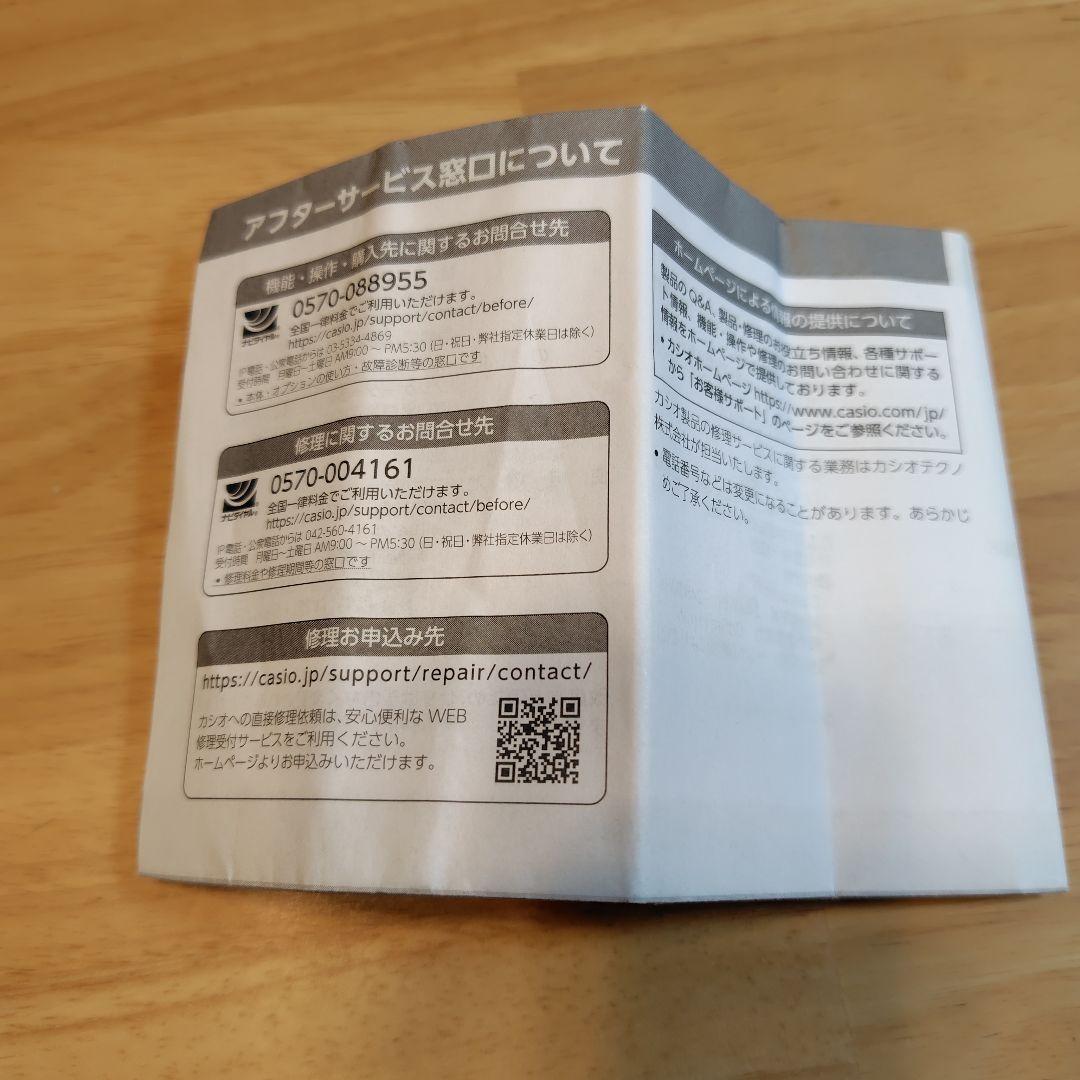 アフターサービス窓口について
機能・操作・購入先に関するお問合せ先
ナビダイヤル®
0570-088955
全国一律料金でご利用いただけます。
https://casio.jp/support/contact/before/
IP電話・公衆電話からは 03-5334-4869
受付時間 月曜日～土曜日 AM9:00 ～ PM5:30 (日・祝日・弊社指定休業日は除く)
• 本体・オプションの使い方・故障診断等の窓口です
修理に関するお問合せ先
ナビダイヤル®
0570-004161
全国一律料金でご利用いただけます。
https://casio.jp/support/contact/before/
IP電話・公衆電話からは 042-560-4161
受付時間 月曜日～土曜日 AM9:00 ～ PM5:30 (日・祝日・弊社指定休業日は除く)
• 修理料金や修理期間等の窓口です
修理お申込み先
https://casio.jp/support/repair/contact/
カシオへの直接修理依頼は、安心便利な WEB
修理受付サービスをご利用ください。
ホームページよりお申込みいただけます。
ホームページによる情報の提供について
製品の Q&A、製品・修理のお役立ち情報、各種サポー
ト情報、機能・操作や修理のお問い合わせに関する
情報をホームページで提供しております。
• カシオホームページ https://www.casio.com/jp/
から「お客様サポート」のページをご参照ください。
カシオ製品の修理サービスに関する業務はカシオテクノ
株式会社が担当いたします。
• 電話番号などは変更になることがあります。あらかじ
めご了承ください。